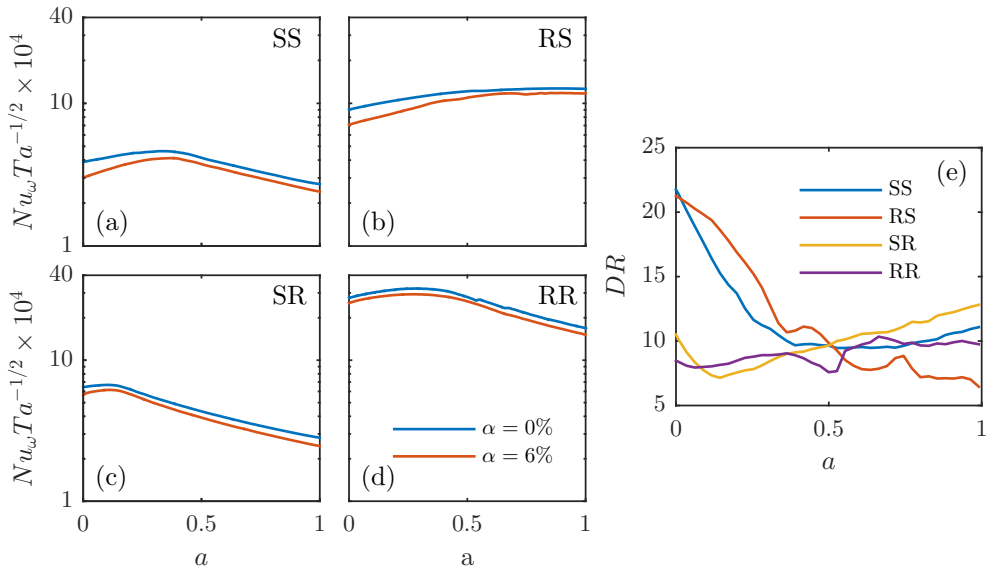 40
10
1
Nu_ω Ta^{-1/2} × 10^4
SS
(a)
RS
(b)
40
10
1
Nu_ω Ta^{-1/2} × 10^4
SR
(c)
0
0.5
1
a
RR
α = 0%
α = 6%
(d)
0
0.5
1
a
25
20
15
10
5
DR
(e)
SS
RS
SR
RR
0
0.5
1
a